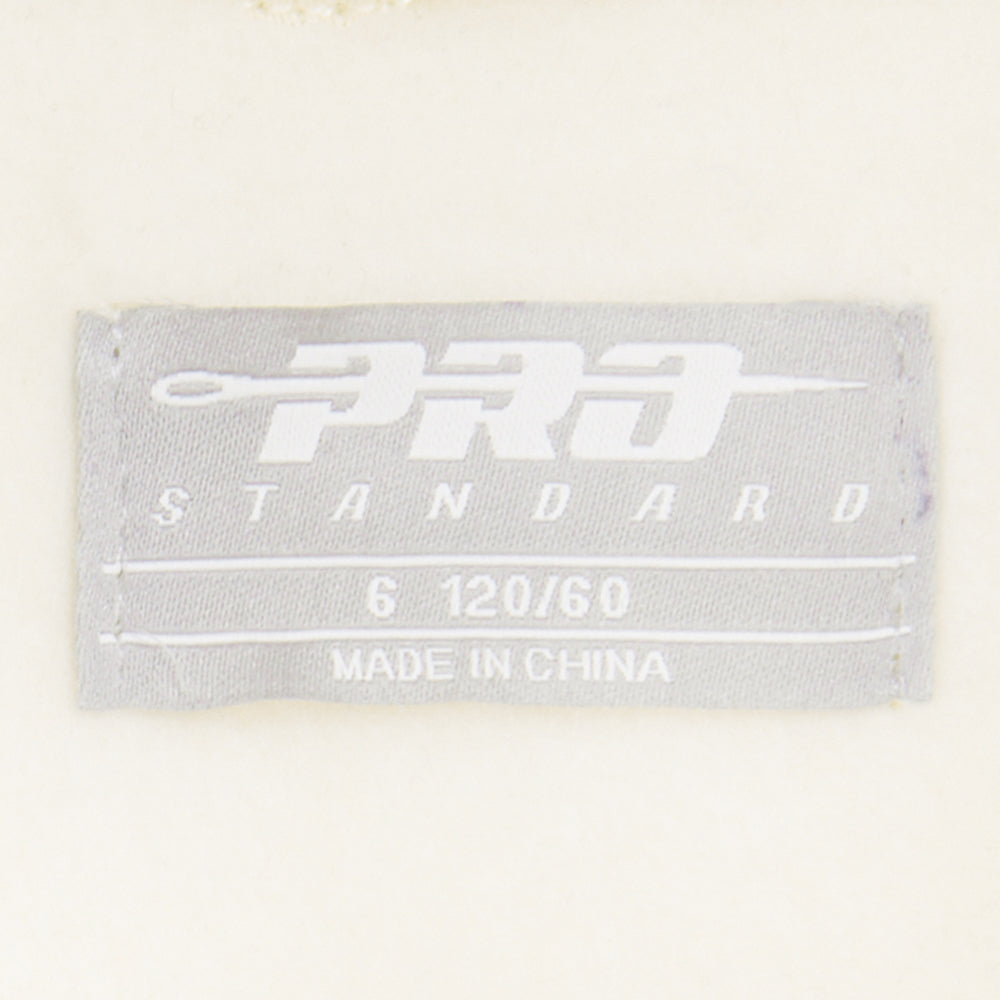 PRO
STANDARD
6 120/60
MADE IN CHINA